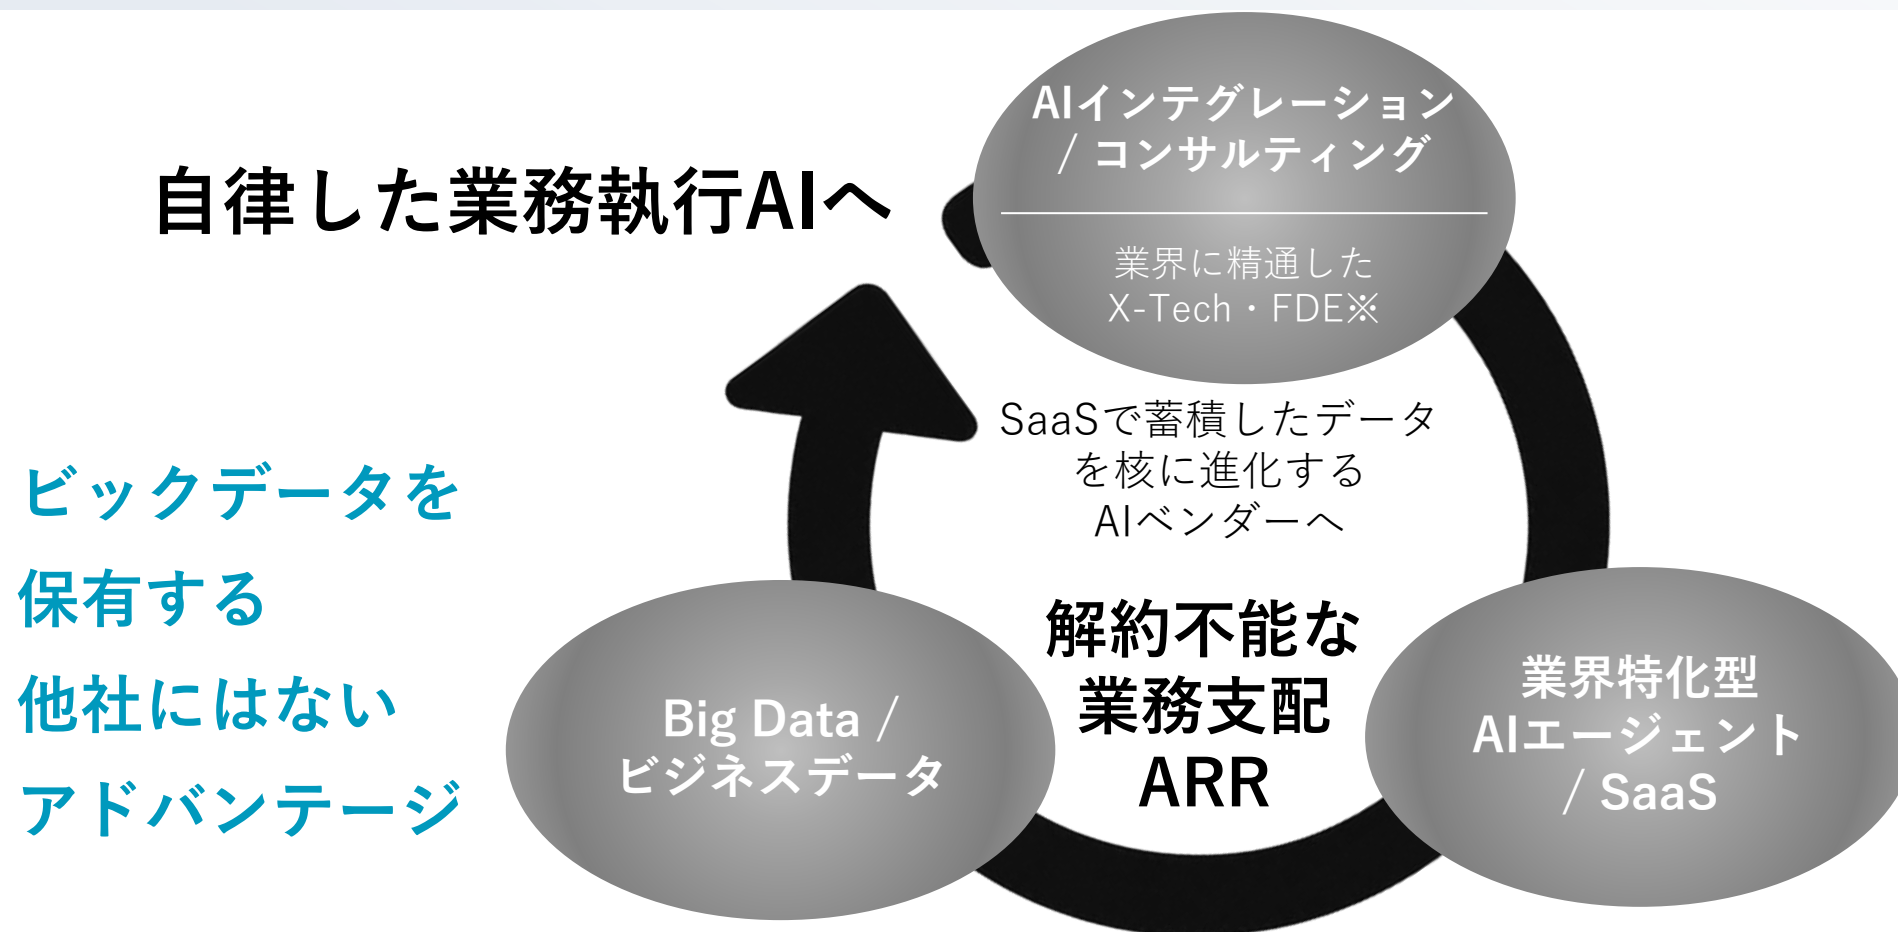 AIインテグレーション
/ コンサルティング
業界に精通した
X-Tech・FDE※
自律した業務執行AIへ
SaaSで蓄積したデータ
を核に進化する
AIベンダーへ
ビックデータを
保有する
他社にはない
アドバンテージ
解約不能な
業務支配
ARR
Big Data /
ビジネスデータ
業界特化型
AIエージェント
/ SaaS